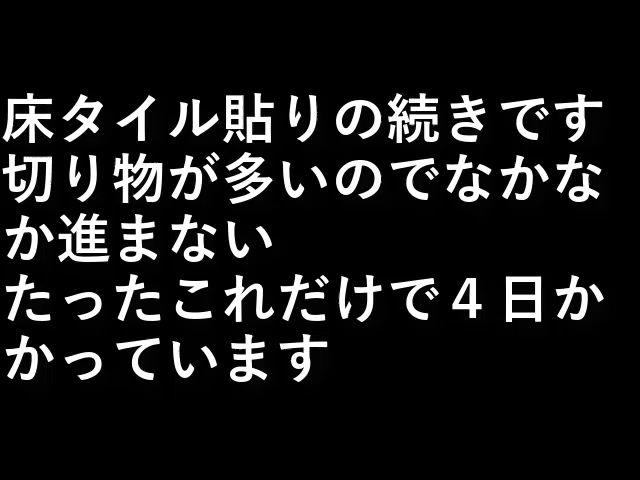 床タイル貼りの続きです
切り物が多いのでなかな
か進まない
たったこれだけで４日か
かっています